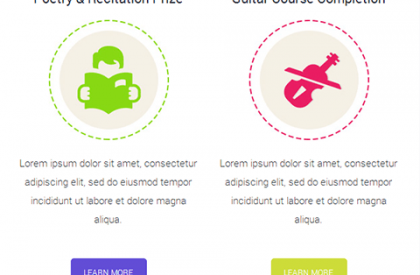 Poetry & Recitation Prize
Guitar Course Completion
Lorem ipsum dolor sit amet, consectetur
adipiscing elit, sed do eiusmod tempor
incididunt ut labore et dolore magna
aliqua.
Lorem ipsum dolor sit amet, consectetur
adipiscing elit, sed do eiusmod tempor
incididunt ut labore et dolore magna
aliqua.
LEARN MORE
LEARN MORE